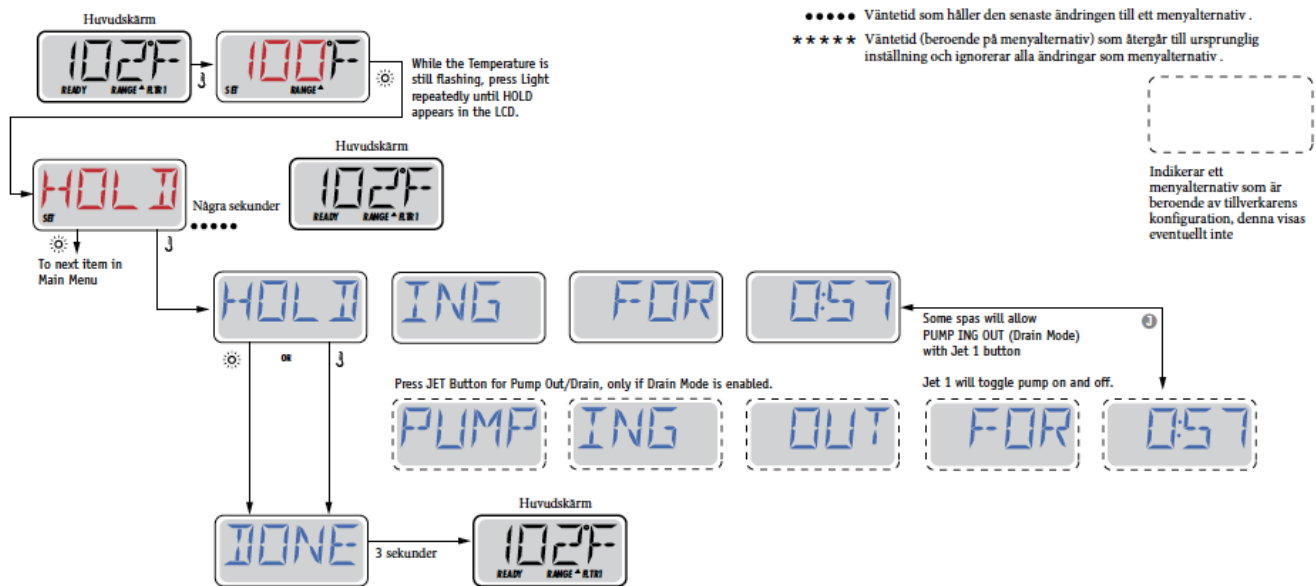 Huvudskärm
102°F
READY RANGE FLTR1
100°F
SET RANGE
While the Temperature is
still flashing, press Light
repeatedly until HOLD
appears in the LCD.
••••• Väntetid som håller den senaste ändringen till ett menyalternativ .
***** Väntetid (beroende på menyalternativ) som återgår till ursprunglig
inställning och ignorerar alla ändringar som menyalternativ .
Indikerar ett
menyalternativ som är
beroende av tillverkarens
konfiguration, denna visas
eventuellt inte
HOLD
SET
Några sekunder
•••••
Huvudskärm
102°F
READY RANGE FLTR1
To next item in
Main Menu
HOLD
ING
FOR
0:57
Some spas will allow
PUMP ING OUT (Drain Mode)
with Jet 1 button
OR
Press JET Button for Pump Out/Drain, only if Drain Mode is enabled.
Jet 1 will toggle pump on and off.
PUMP
ING
OUT
FOR
0:57
DONE
3 sekunder
Huvudskärm
102°F
READY RANGE FLTR1